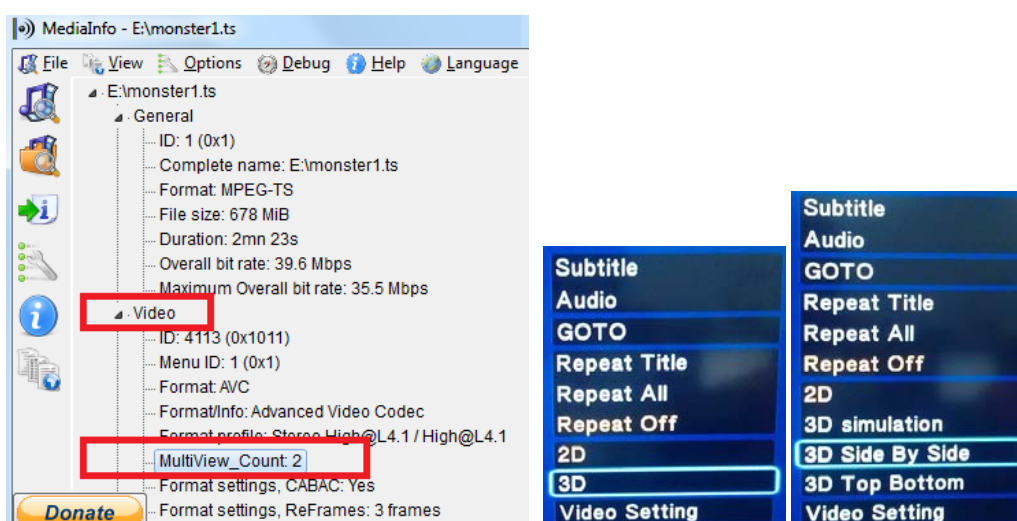 MediaInfo - E:\monster1.ts
File View Options Debug Help Language
E:\monster1.ts
General
ID: 1 (0x1)
Complete name: E:\monster1.ts
Format: MPEG-TS
File size: 678 MiB
Duration: 2mn 23s
Overall bit rate: 39.6 Mbps
Maximum Overall bit rate: 35.5 Mbps
Video
ID: 4113 (0x1011)
Menu ID: 1 (0x1)
Format: AVC
Format/Info: Advanced Video Codec
Format profile: Stereo High@L4.1 / High@L4.1
MultiView_Count: 2
Format settings, CABAC: Yes
Format settings, ReFrames: 3 frames
Donate
Subtitle
Audio
GOTO
Repeat Title
Repeat All
Repeat Off
2D
3D
Video Setting
Subtitle
Audio
GOTO
Repeat Title
Repeat All
Repeat Off
2D
3D simulation
3D Side By Side
3D Top Bottom
Video Setting